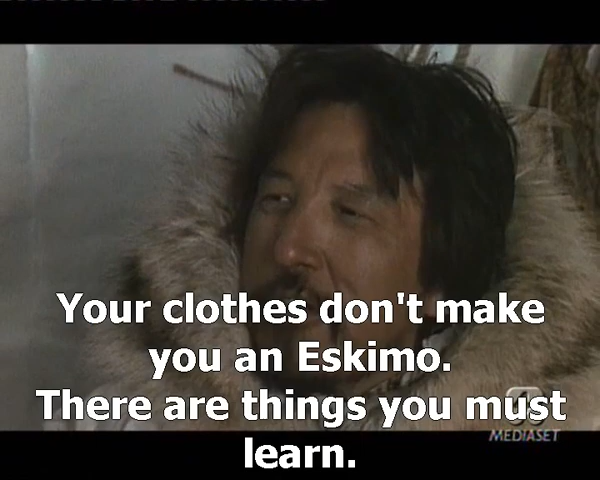 Your clothes don't make
you an Eskimo.
There are things you must
learn.
MEDIASET